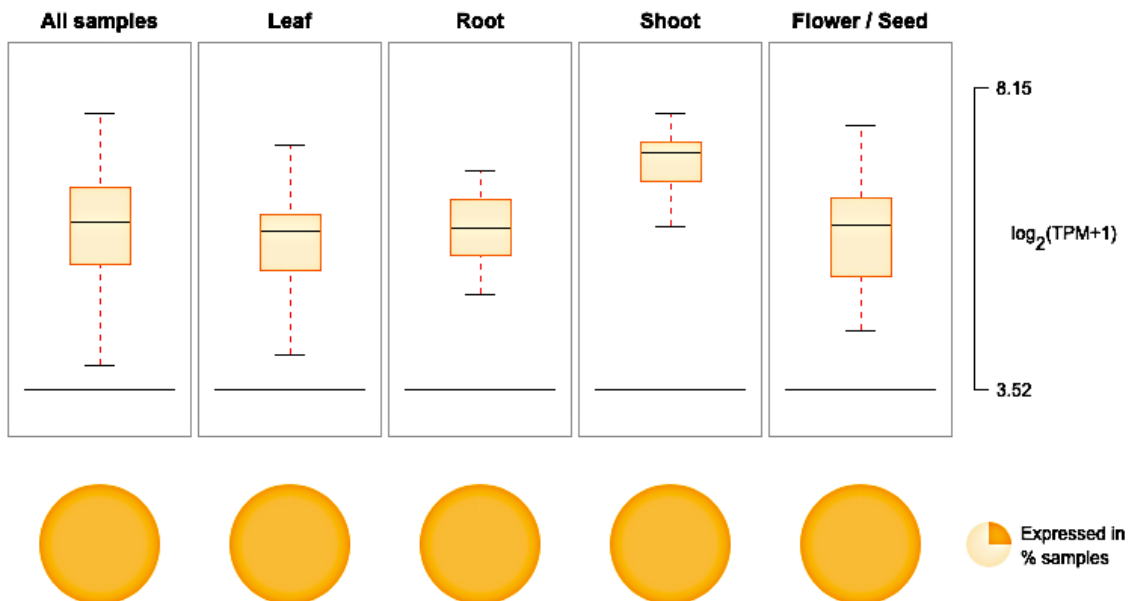 All samples
Leaf
Root
Shoot
Flower / Seed
8.15
log2(TPM+1)
3.52
Expressed in
% samples